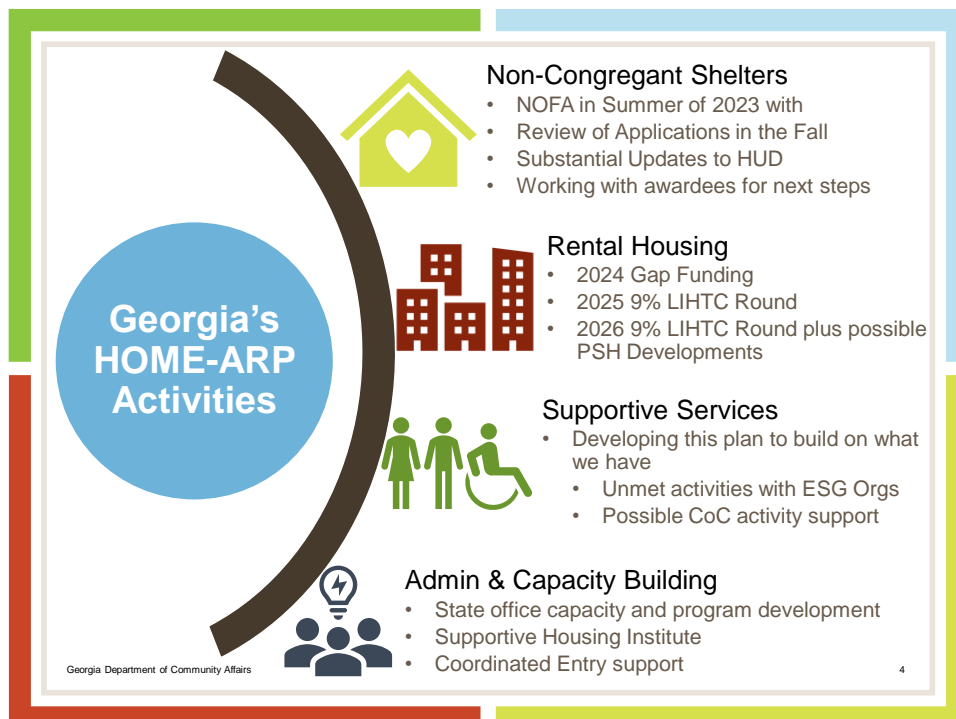 Georgia's
HOME-ARP
Activities
Non-Congregant Shelters
• NOFA in Summer of 2023 with
• Review of Applications in the Fall
• Substantial Updates to HUD
• Working with awardees for next steps
Rental Housing
• 2024 Gap Funding
• 2025 9% LIHTC Round
• 2026 9% LIHTC Round plus possible
PSH Developments
Supportive Services
• Developing this plan to build on what
we have
• Unmet activities with ESG Orgs
• Possible CoC activity support
Admin & Capacity Building
• State office capacity and program development
• Supportive Housing Institute
• Coordinated Entry support
Georgia Department of Community Affairs
4